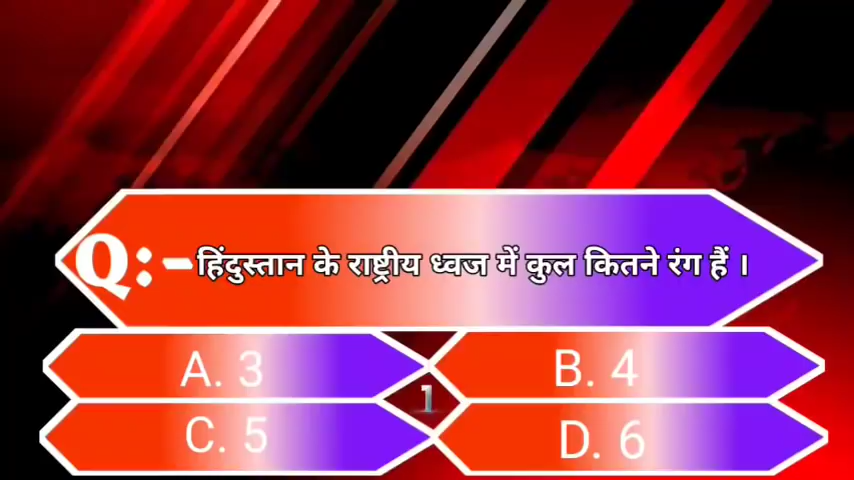 Q:-हिंदुस्तान के राष्ट्रीय ध्वज में कुल कितने रंग हैं ।
A. 3
B. 4
1
C. 5
D. 6